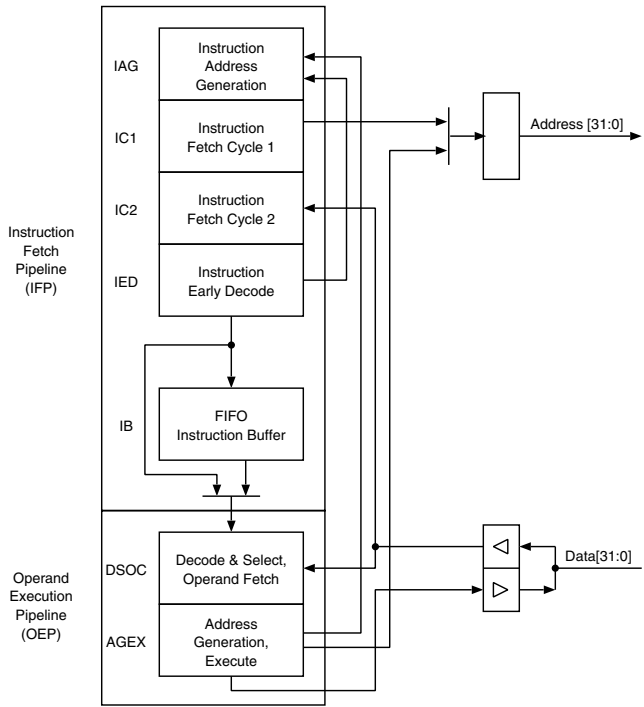 IAG
Instruction
Address
Generation
IC1
Instruction
Fetch Cycle 1
Address [31:0]
IC2
Instruction
Fetch Cycle 2
Instruction
Fetch
Pipeline
(IFP)
IED
Instruction
Early Decode
IB
FIFO
Instruction Buffer
Operand
Execution
Pipeline
(OEP)
DSOC
Decode & Select,
Operand Fetch
Data[31:0]
AGEX
Address
Generation,
Execute